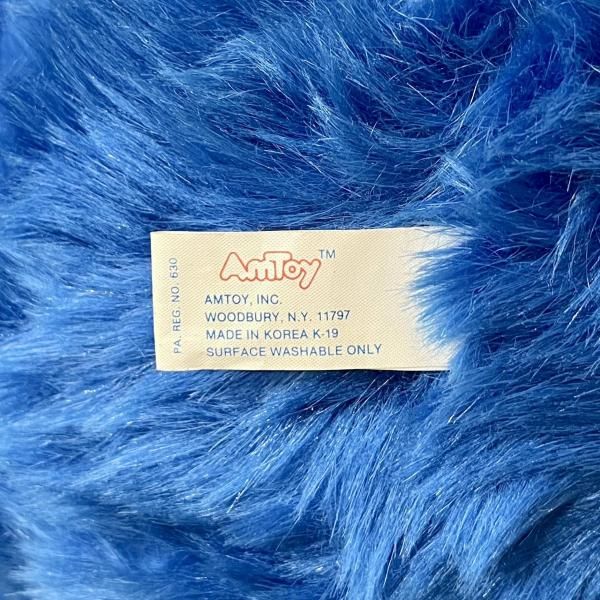 AmToy™
AMTOY, INC.
WOODBURY, N.Y. 11797
MADE IN KOREA K-19
SURFACE WASHABLE ONLY
PA. REG. NO. 630